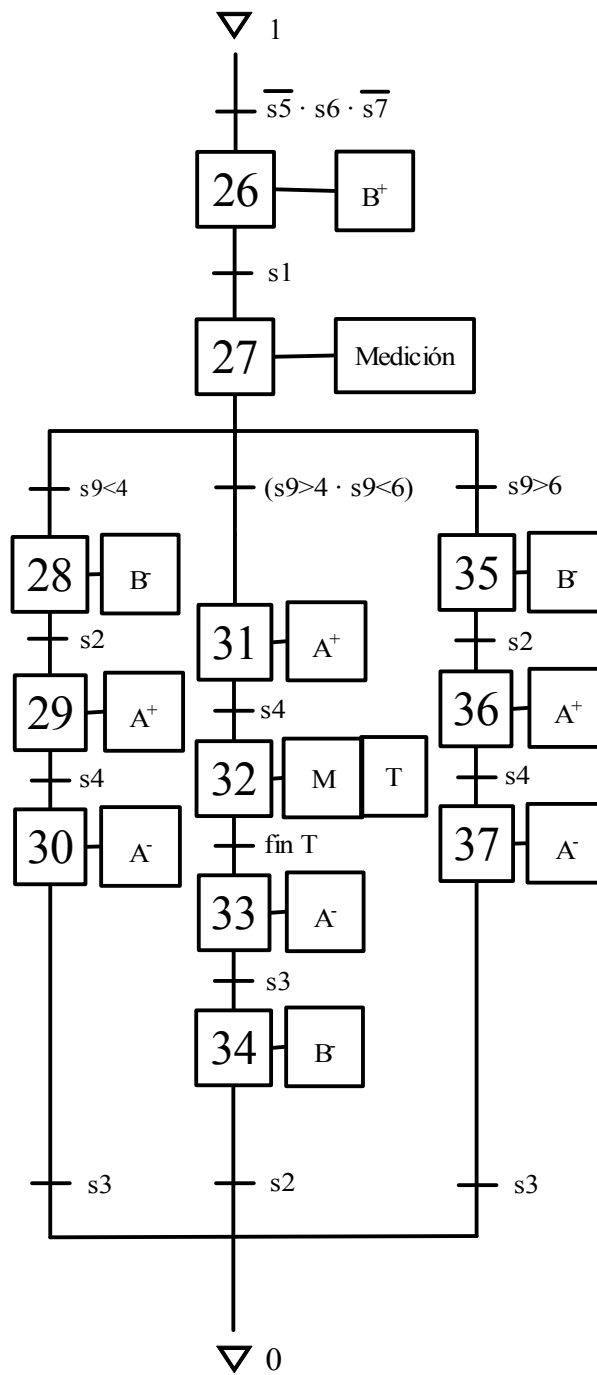 1
s5 · s6 · s7
26
B+
s1
27
Medición
s9<4
(s9>4 · s9<6)
s9>6
28
B-
35
B-
s2
31
A+
s2
29
A+
s4
36
A+
s4
32
M
T
s4
30
A-
fin T
37
A-
33
A-
s3
34
B-
s3
s2
s3
0